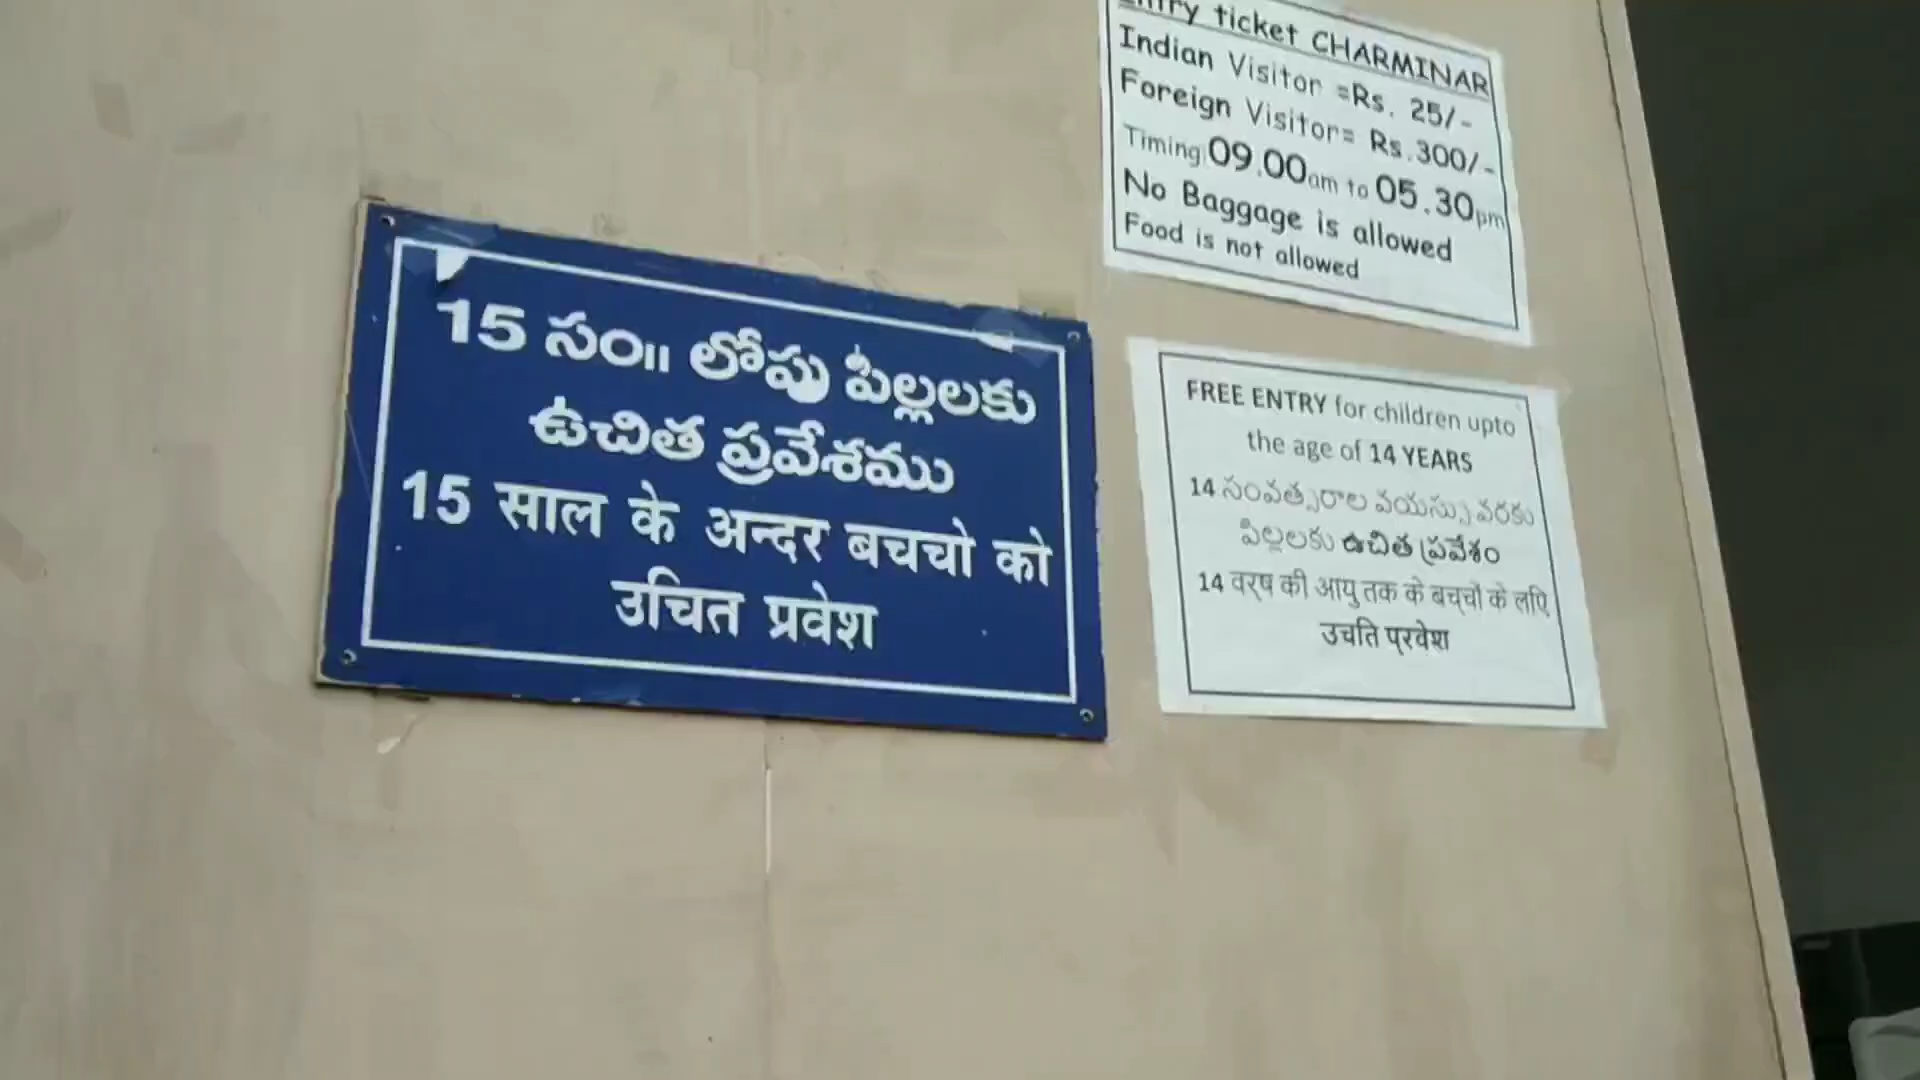 15 సం॥ లోపు పిల్లలకు
ఉచిత ప్రవేశము
15 साल के अन्दर बचचो को
उचित प्रवेश
Entry ticket CHARMINAR
Indian Visitor =Rs. 25/-
Foreign Visitor= Rs.300/-
Timing 09.00am to 05.30pm
No Baggage is allowed
Food is not allowed
FREE ENTRY for children upto
the age of 14 YEARS
14 సంవత్సరాల వయస్సు వరకు
పిల్లలకు ఉచిత ప్రవేశం
14 वर्ष की आयु तक के बच्चों के लिए
उचति प्रवेश